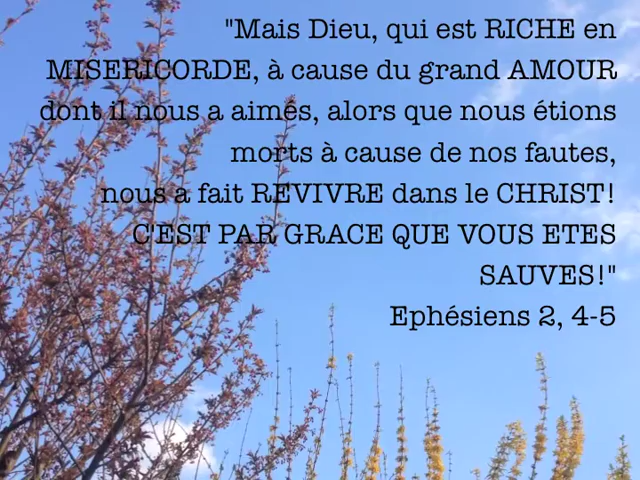 "Mais Dieu, qui est RICHE en
MISERICORDE, à cause du grand AMOUR
dont il nous a aimés, alors que nous étions
morts à cause de nos fautes,
nous a fait REVIVRE dans le CHRIST!
C'EST PAR GRACE QUE VOUS ETES
SAUVES!"
Ephésiens 2, 4-5